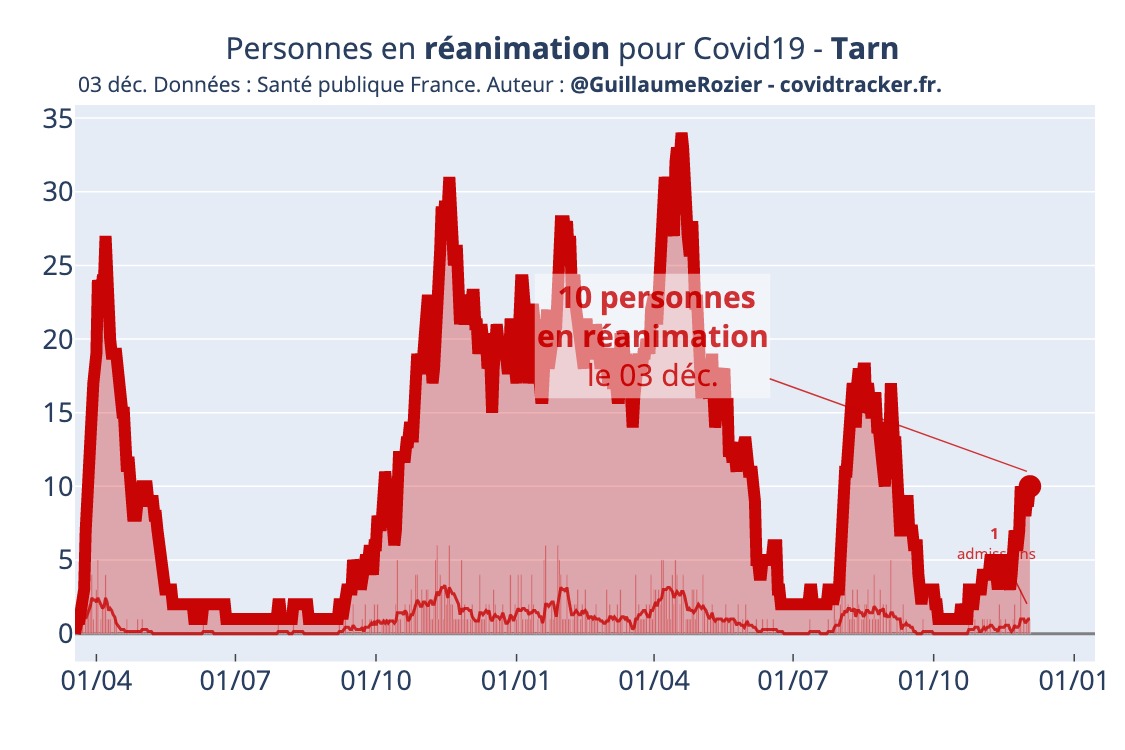 Personnes en réanimation pour Covid19 - Tarn
03 déc. Données : Santé publique France. Auteur : @GuillaumeRozier - covidtracker.fr.
35
30
25
20
15
10
5
0
10 personnes
en réanimation
le 03 déc.
1
admissions
01/04
01/07
01/10
01/01
01/04
01/07
01/10
01/01